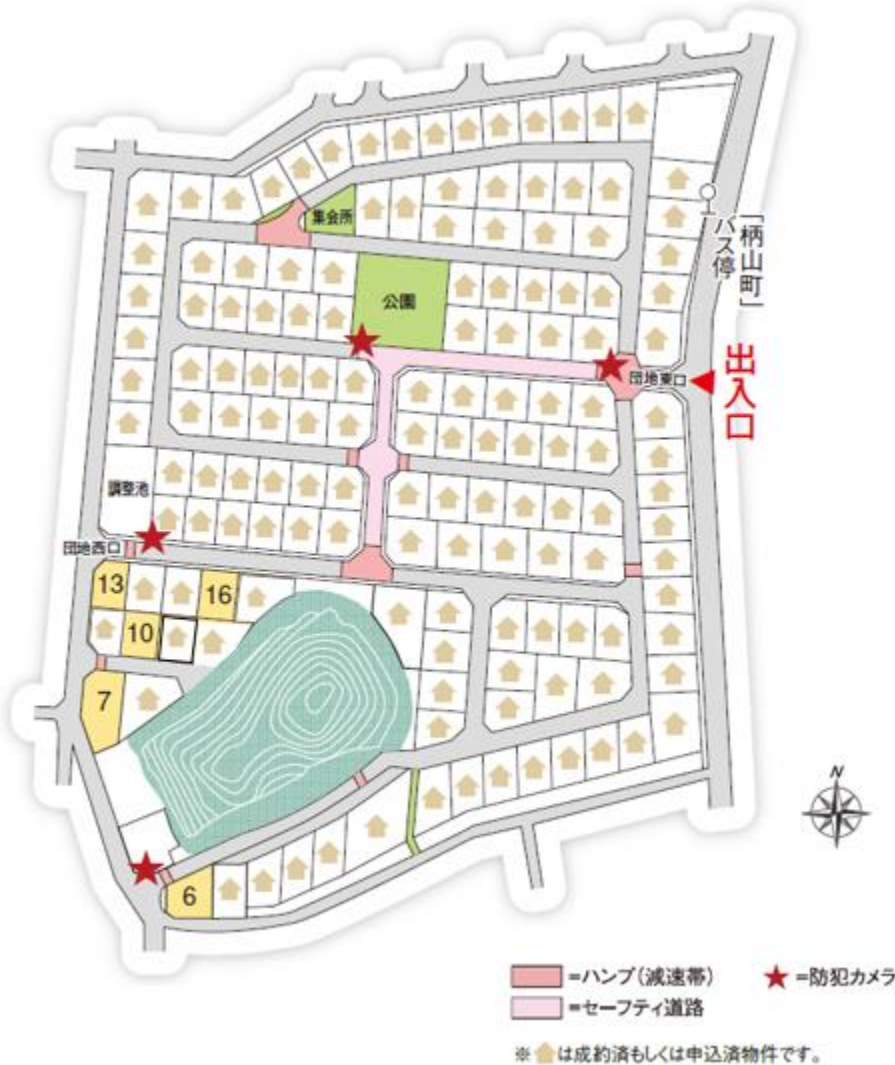 集会所
「柄山町」
バス停
公園
出入口
団地東口
調整池
団地西口
13
16
10
7
N
6
=ハンプ(減速帯)
=防犯カメラ
=セーフティ道路
※ は成約済もしくは申込済物件です。